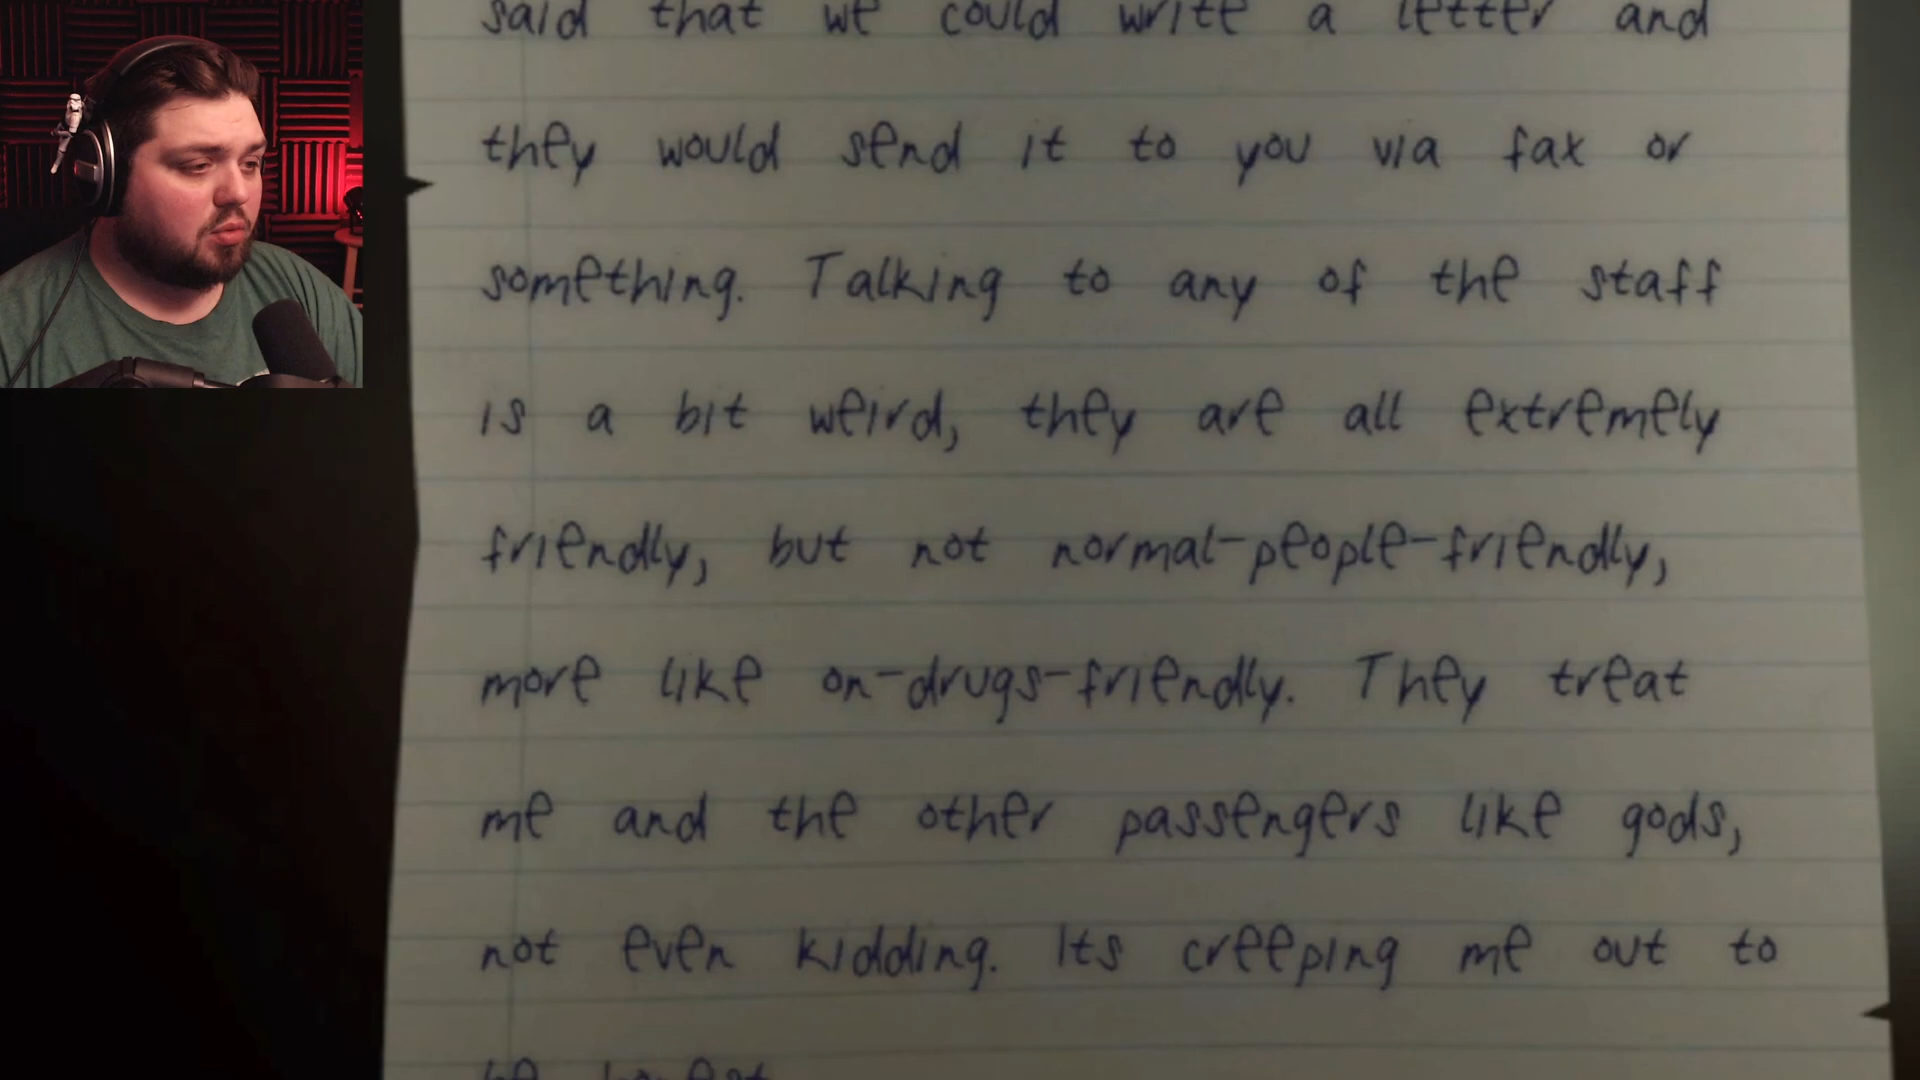 said that we could write a letter and
they would send it to you via fax or
something. Talking to any of the staff
is a bit weird, they are all extremely
friendly, but not normal-people-friendly,
more like on-drugs-friendly. They treat
me and the other passengers like gods,
not even kidding. Its creeping me out to
be honest